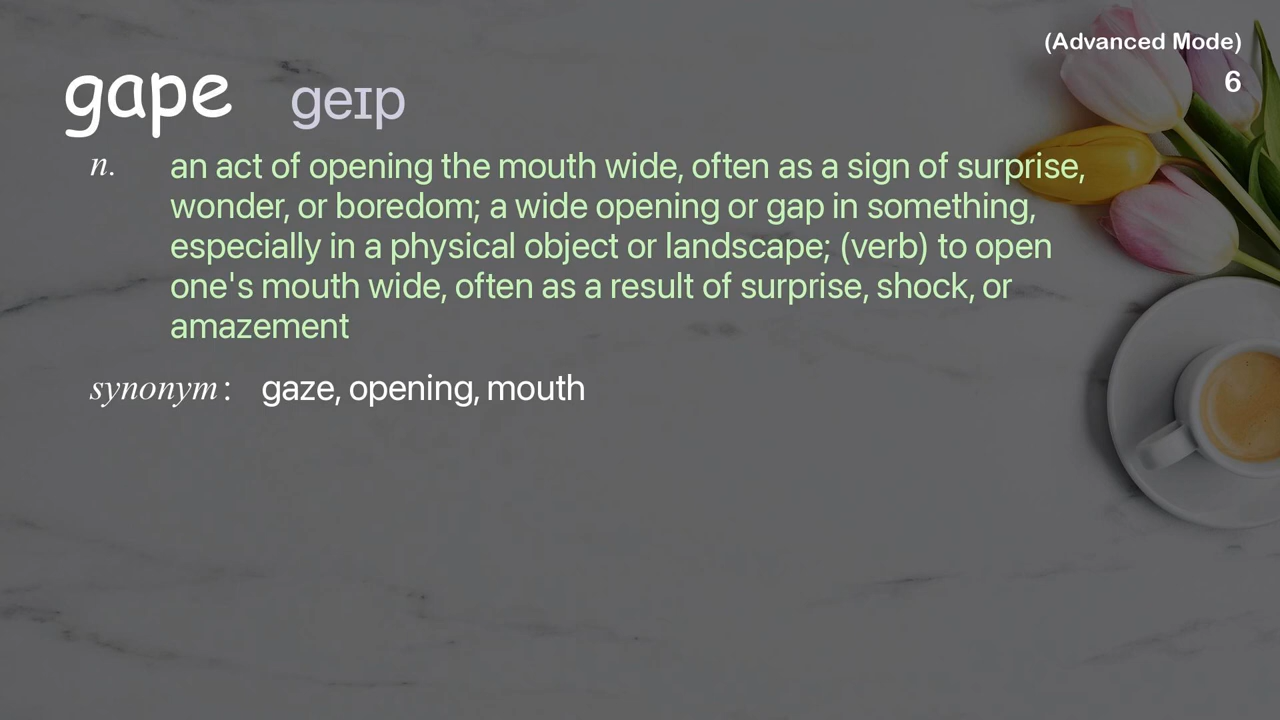 (Advanced Mode)
6
gape geɪp
n. an act of opening the mouth wide, often as a sign of surprise,
wonder, or boredom; a wide opening or gap in something,
especially in a physical object or landscape; (verb) to open
one's mouth wide, often as a result of surprise, shock, or
amazement
synonym: gaze, opening, mouth